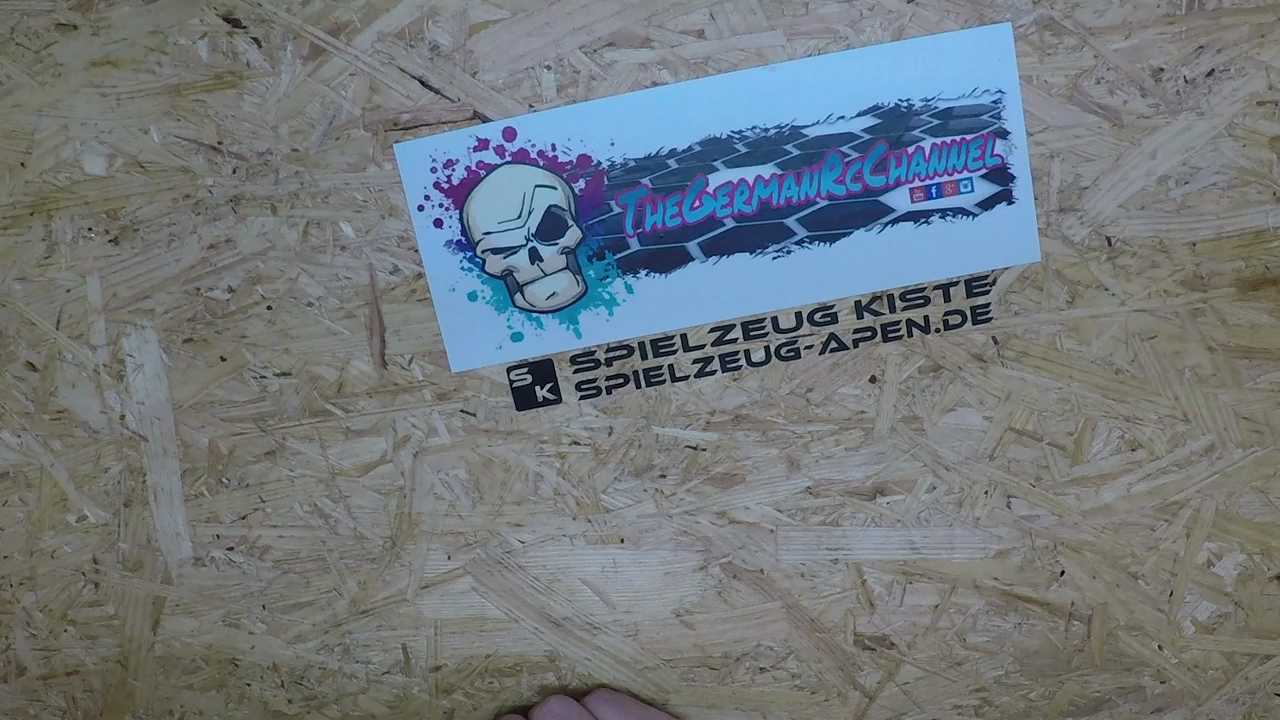 TheGermanRcChannel
SK
SPIELZEUG KISTE
SPIELZEUG-APEN.DE